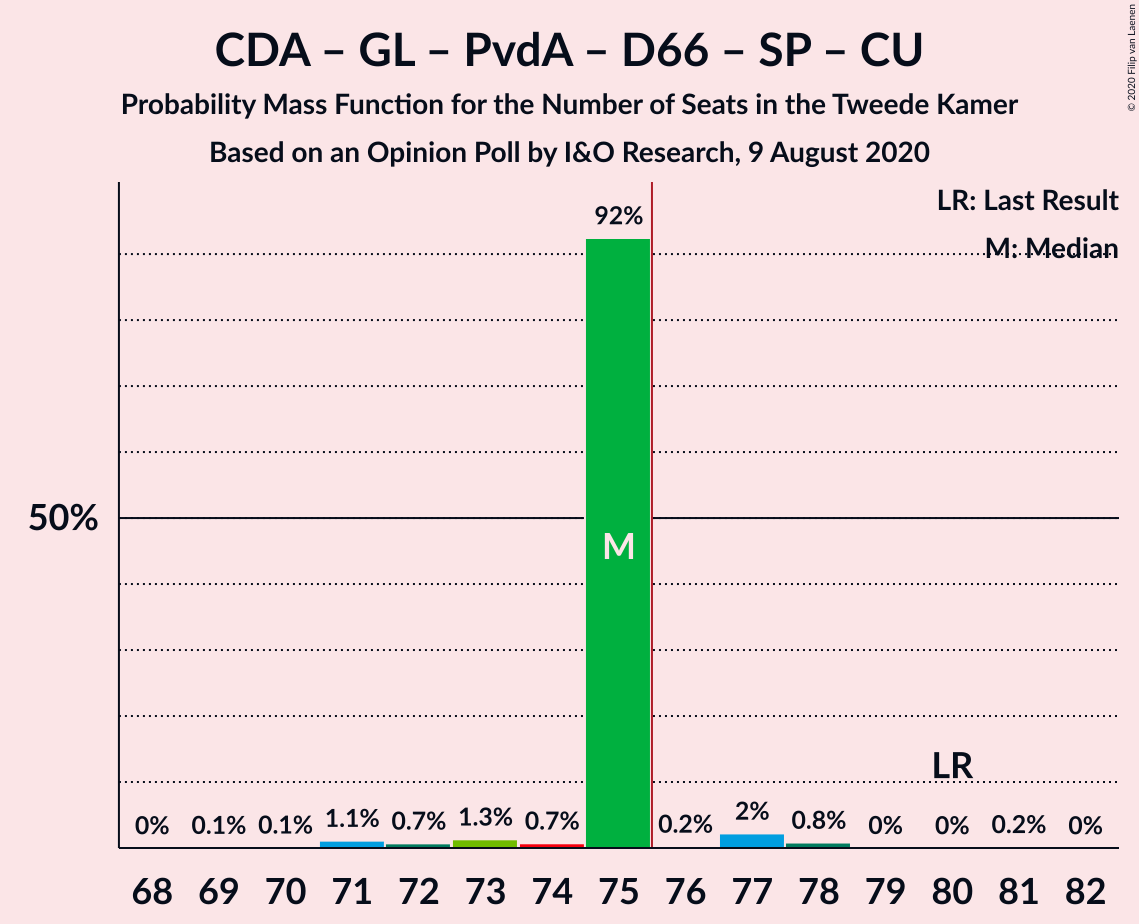 CDA – GL – PvdA – D66 – SP – CU
Probability Mass Function for the Number of Seats in the Tweede Kamer
Based on an Opinion Poll by I&O Research, 9 August 2020
© 2020 Filip van Laenen
LR: Last Result
M: Median
92%
50%
M
LR
0% 0.1% 0.1% 1.1% 0.7% 1.3% 0.7% 0.2% 2% 0.8% 0% 0% 0.2% 0%
68 69 70 71 72 73 74 75 76 77 78 79 80 81 82